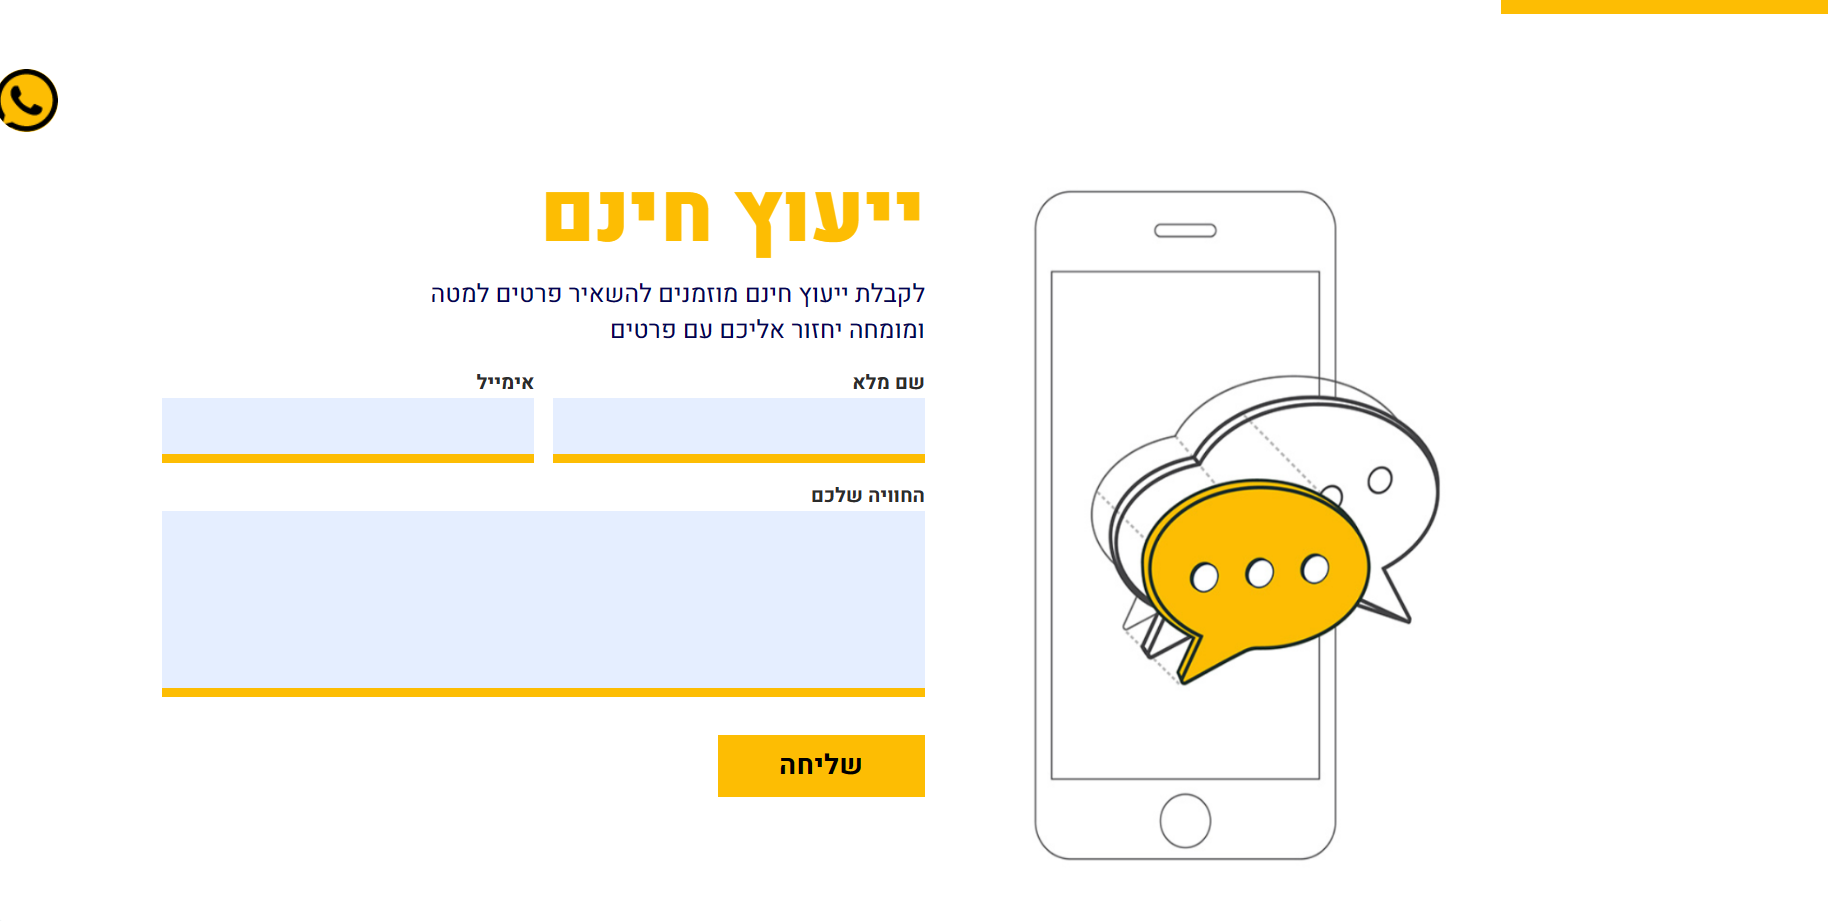 ייעוץ חינם
לקבלת ייעוץ חינם מוזמנים להשאיר פרטים למטה
ומומחה יחזור אליכם עם פרטים
שם מלא
אימייל
החוויה שלכם
שליחה